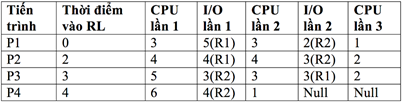 Tiến trình | Thời điểm vào RL | CPU lần 1 | I/O lần 1 | CPU lần 2 | I/O lần 2 | CPU lần 3
P1 | 0 | 3 | 5(R1) | 3 | 2(R2) | 1
P2 | 2 | 4 | 4(R1) | 4 | 3(R2) | 2
P3 | 3 | 5 | 3(R2) | 3 | 3(R1) | 2
P4 | 4 | 6 | 4(R2) | 1 | Null | Null